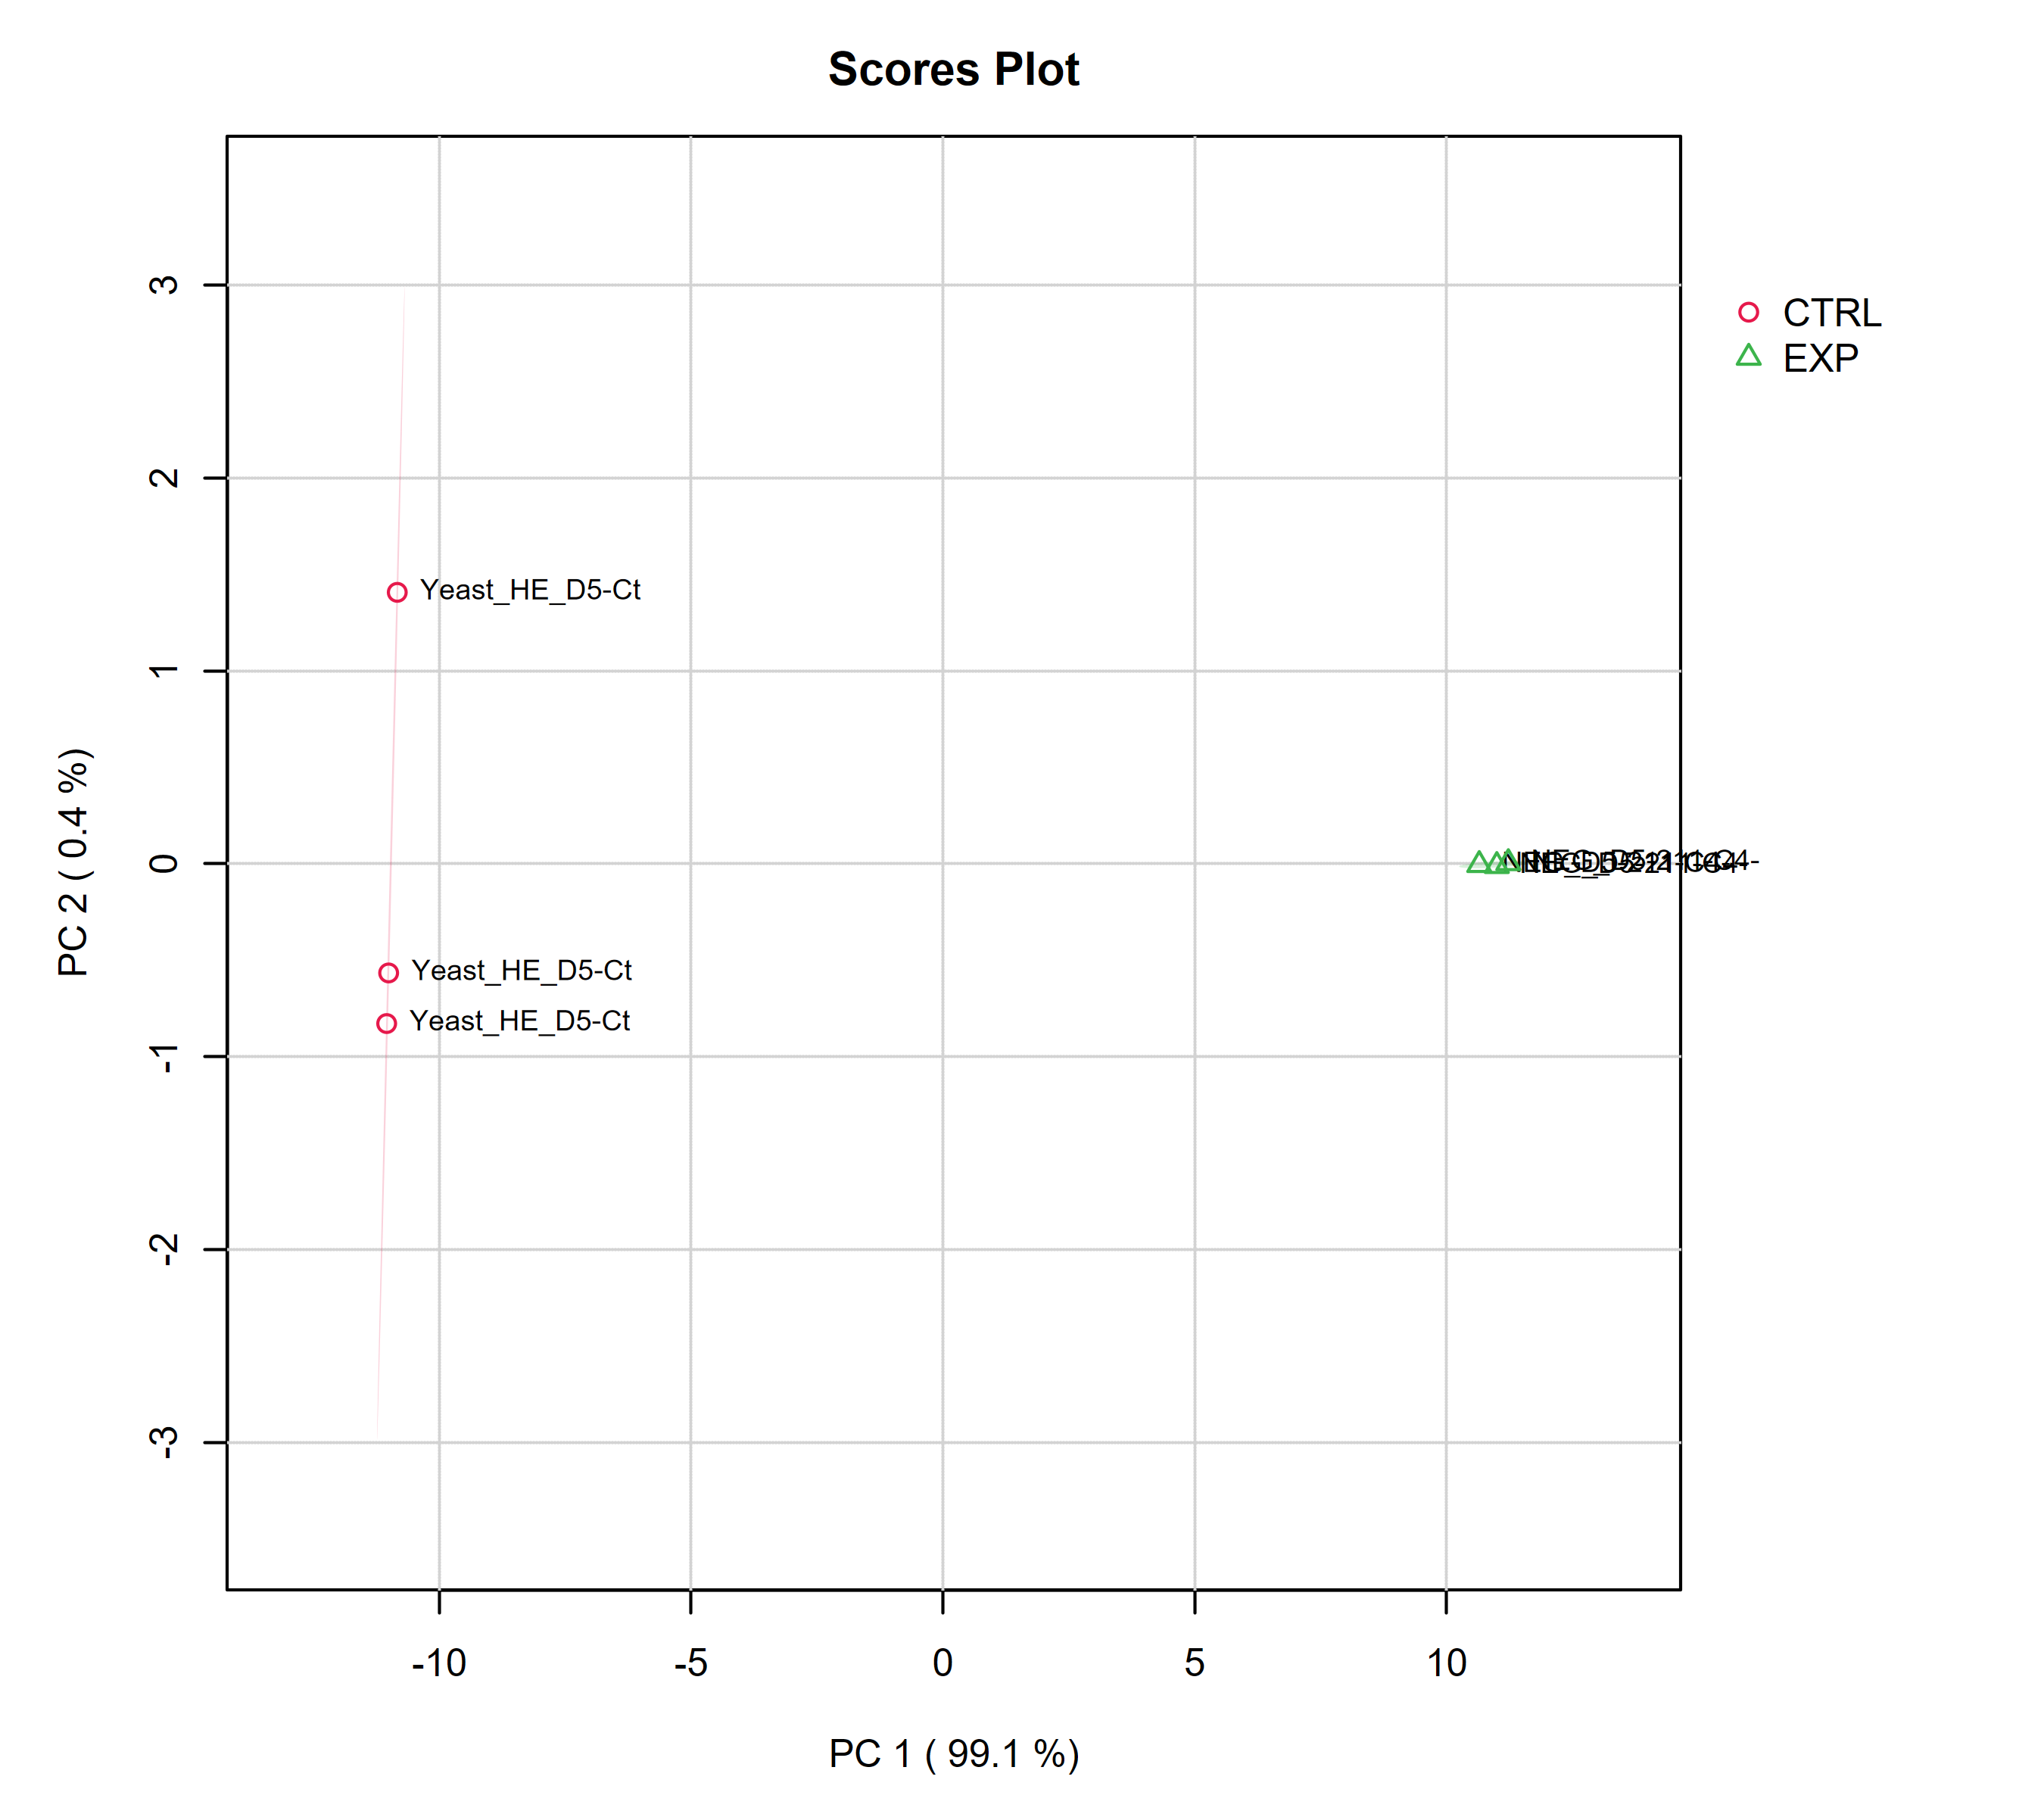 Scores Plot
3
2
1
0
-1
-2
-3
PC 2 ( 0.4 %)
CTRL
EXP
Yeast_HE_D5-Ct
Yeast_HE_D5-Ct
Yeast_HE_D5-Ct
-10
-5
0
5
10
PC 1 ( 99.1 %)